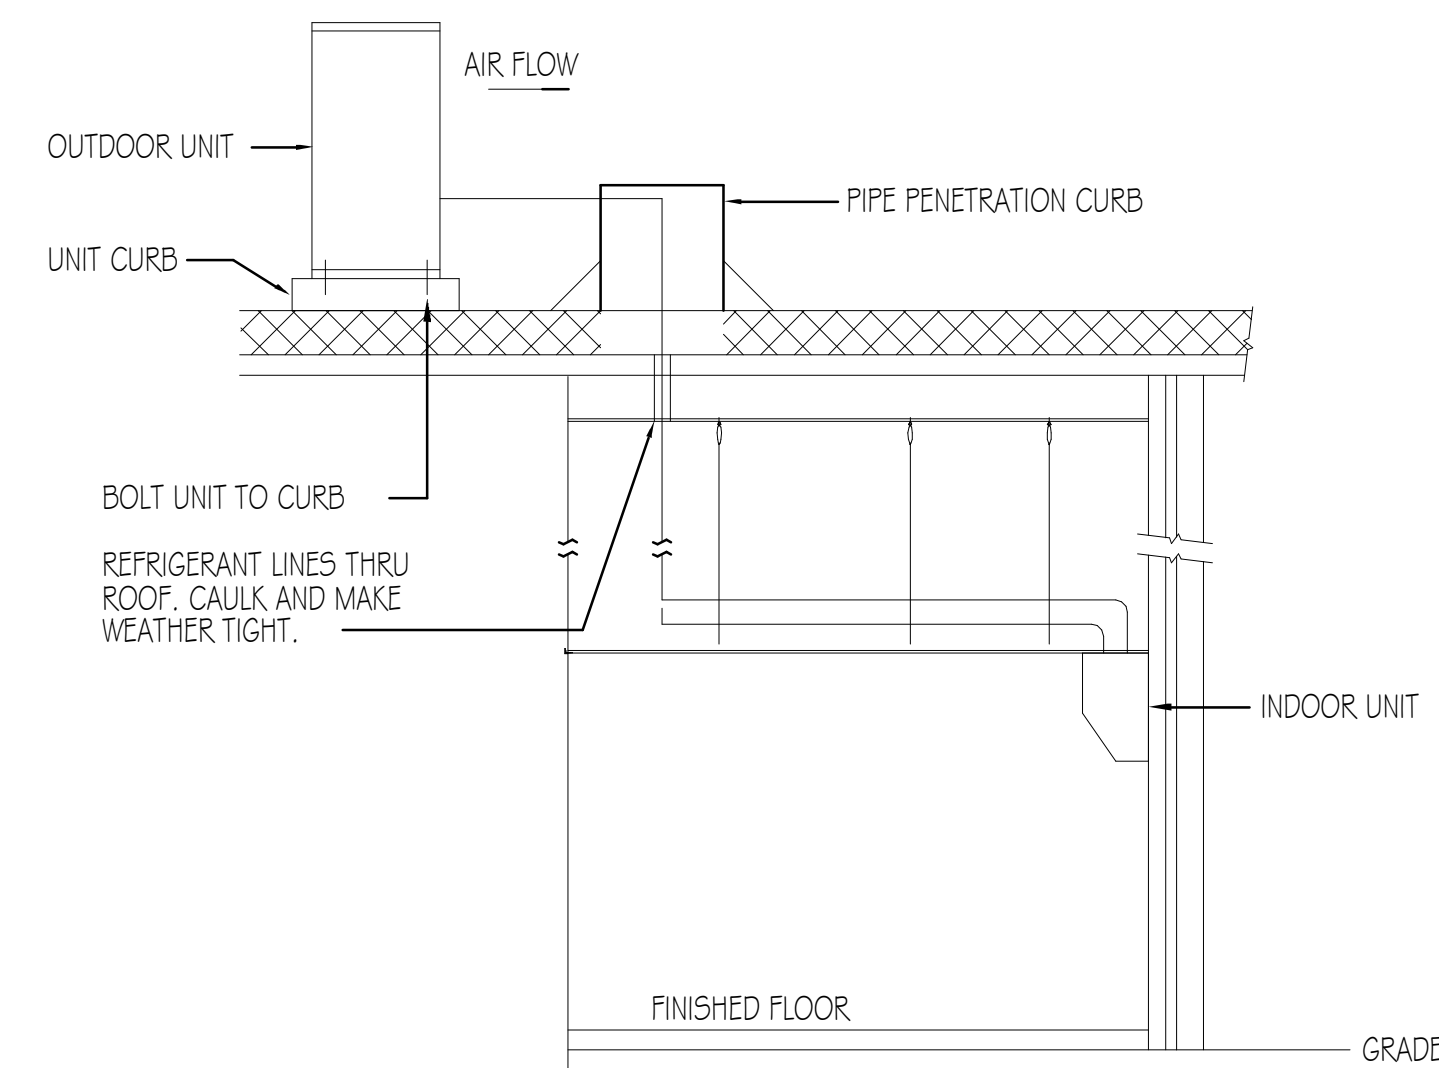 AIR FLOW
OUTDOOR UNIT
PIPE PENETRATION CURB
UNIT CURB
BOLT UNIT TO CURB
REFRIGERANT LINES THRU
ROOF. CAULK AND MAKE
WEATHER TIGHT.
INDOOR UNIT
FINISHED FLOOR
GRADE